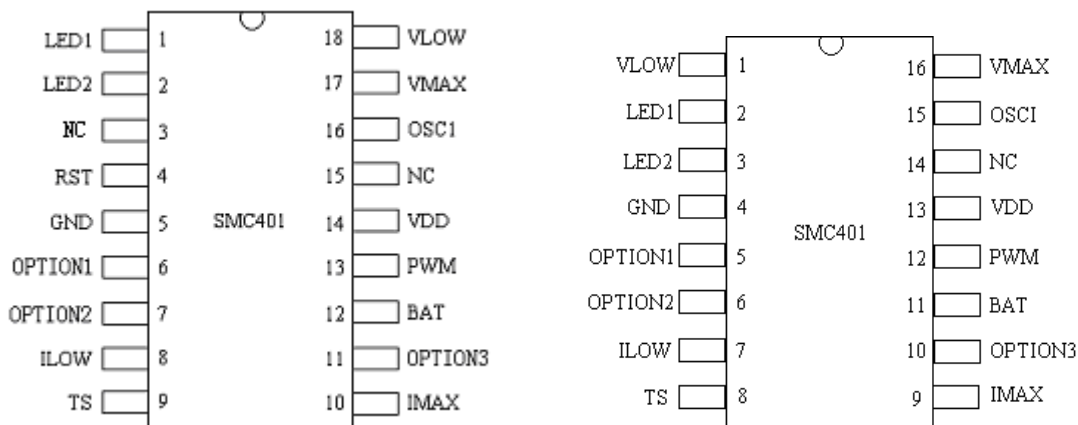 LED1 1 18 VLOW
LED2 2 17 VMAX
NC 3 16 OSC1
RST 4 15 NC
GND 5 SMC401 14 VDD
OPTION1 6 13 PWM
OPTION2 7 12 BAT
ILOW 8 11 OPTION3
TS 9 10 IMAX
VLOW 1 16 VMAX
LED1 2 15 OSCI
LED2 3 14 NC
GND 4 13 VDD
SMC401
OPTION1 5 12 PWM
OPTION2 6 11 BAT
ILOW 7 10 OPTION3
TS 8 9 IMAX